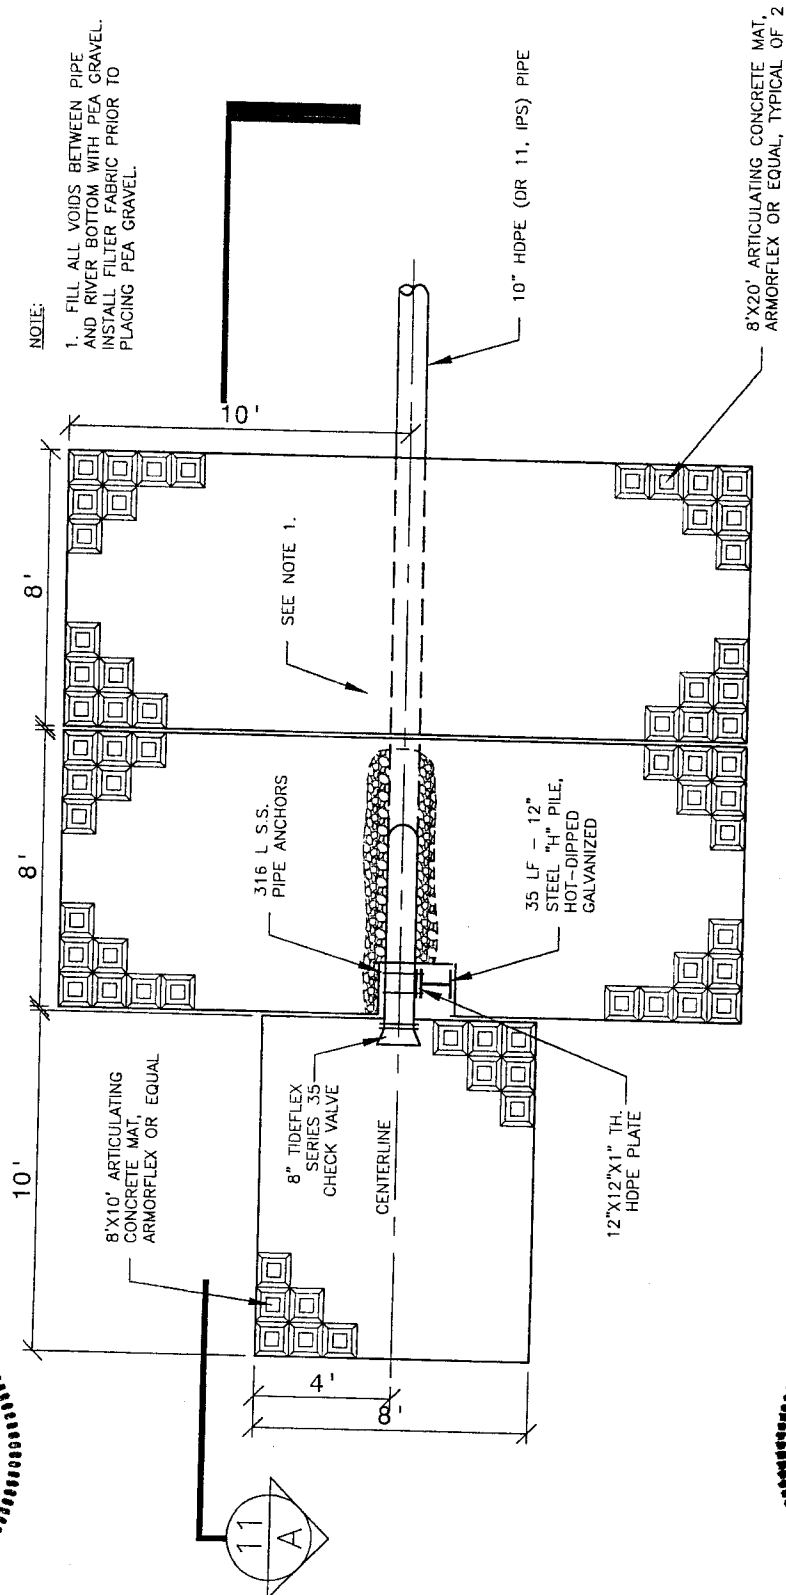 NOTE:
1. FILL ALL VOIDS BETWEEN PIPE
AND RIVER BOTTOM WITH PEA GRAVEL.
INSTALL FILTER FABRIC PRIOR TO
PLACING PEA GRAVEL.
10'
8'
8'
10'
SEE NOTE 1.
10" HDPE (DR 11, IPS) PIPE
8'X20' ARTICULATING CONCRETE MAT,
ARMORFLEX OR EQUAL, TYPICAL OF 2
316 L S.S.
PIPE ANCHORS
35 LF - 12"
STEEL "H" PILE,
HOT-DIPPED
GALVANIZED
8'X10' ARTICULATING
CONCRETE MAT,
ARMORFLEX OR EQUAL
8" TIDEFLEX
SERIES 35
CHECK VALVE
CENTERLINE
12"X12"X1" TH.
HDPE PLATE
4'
8'
11
A